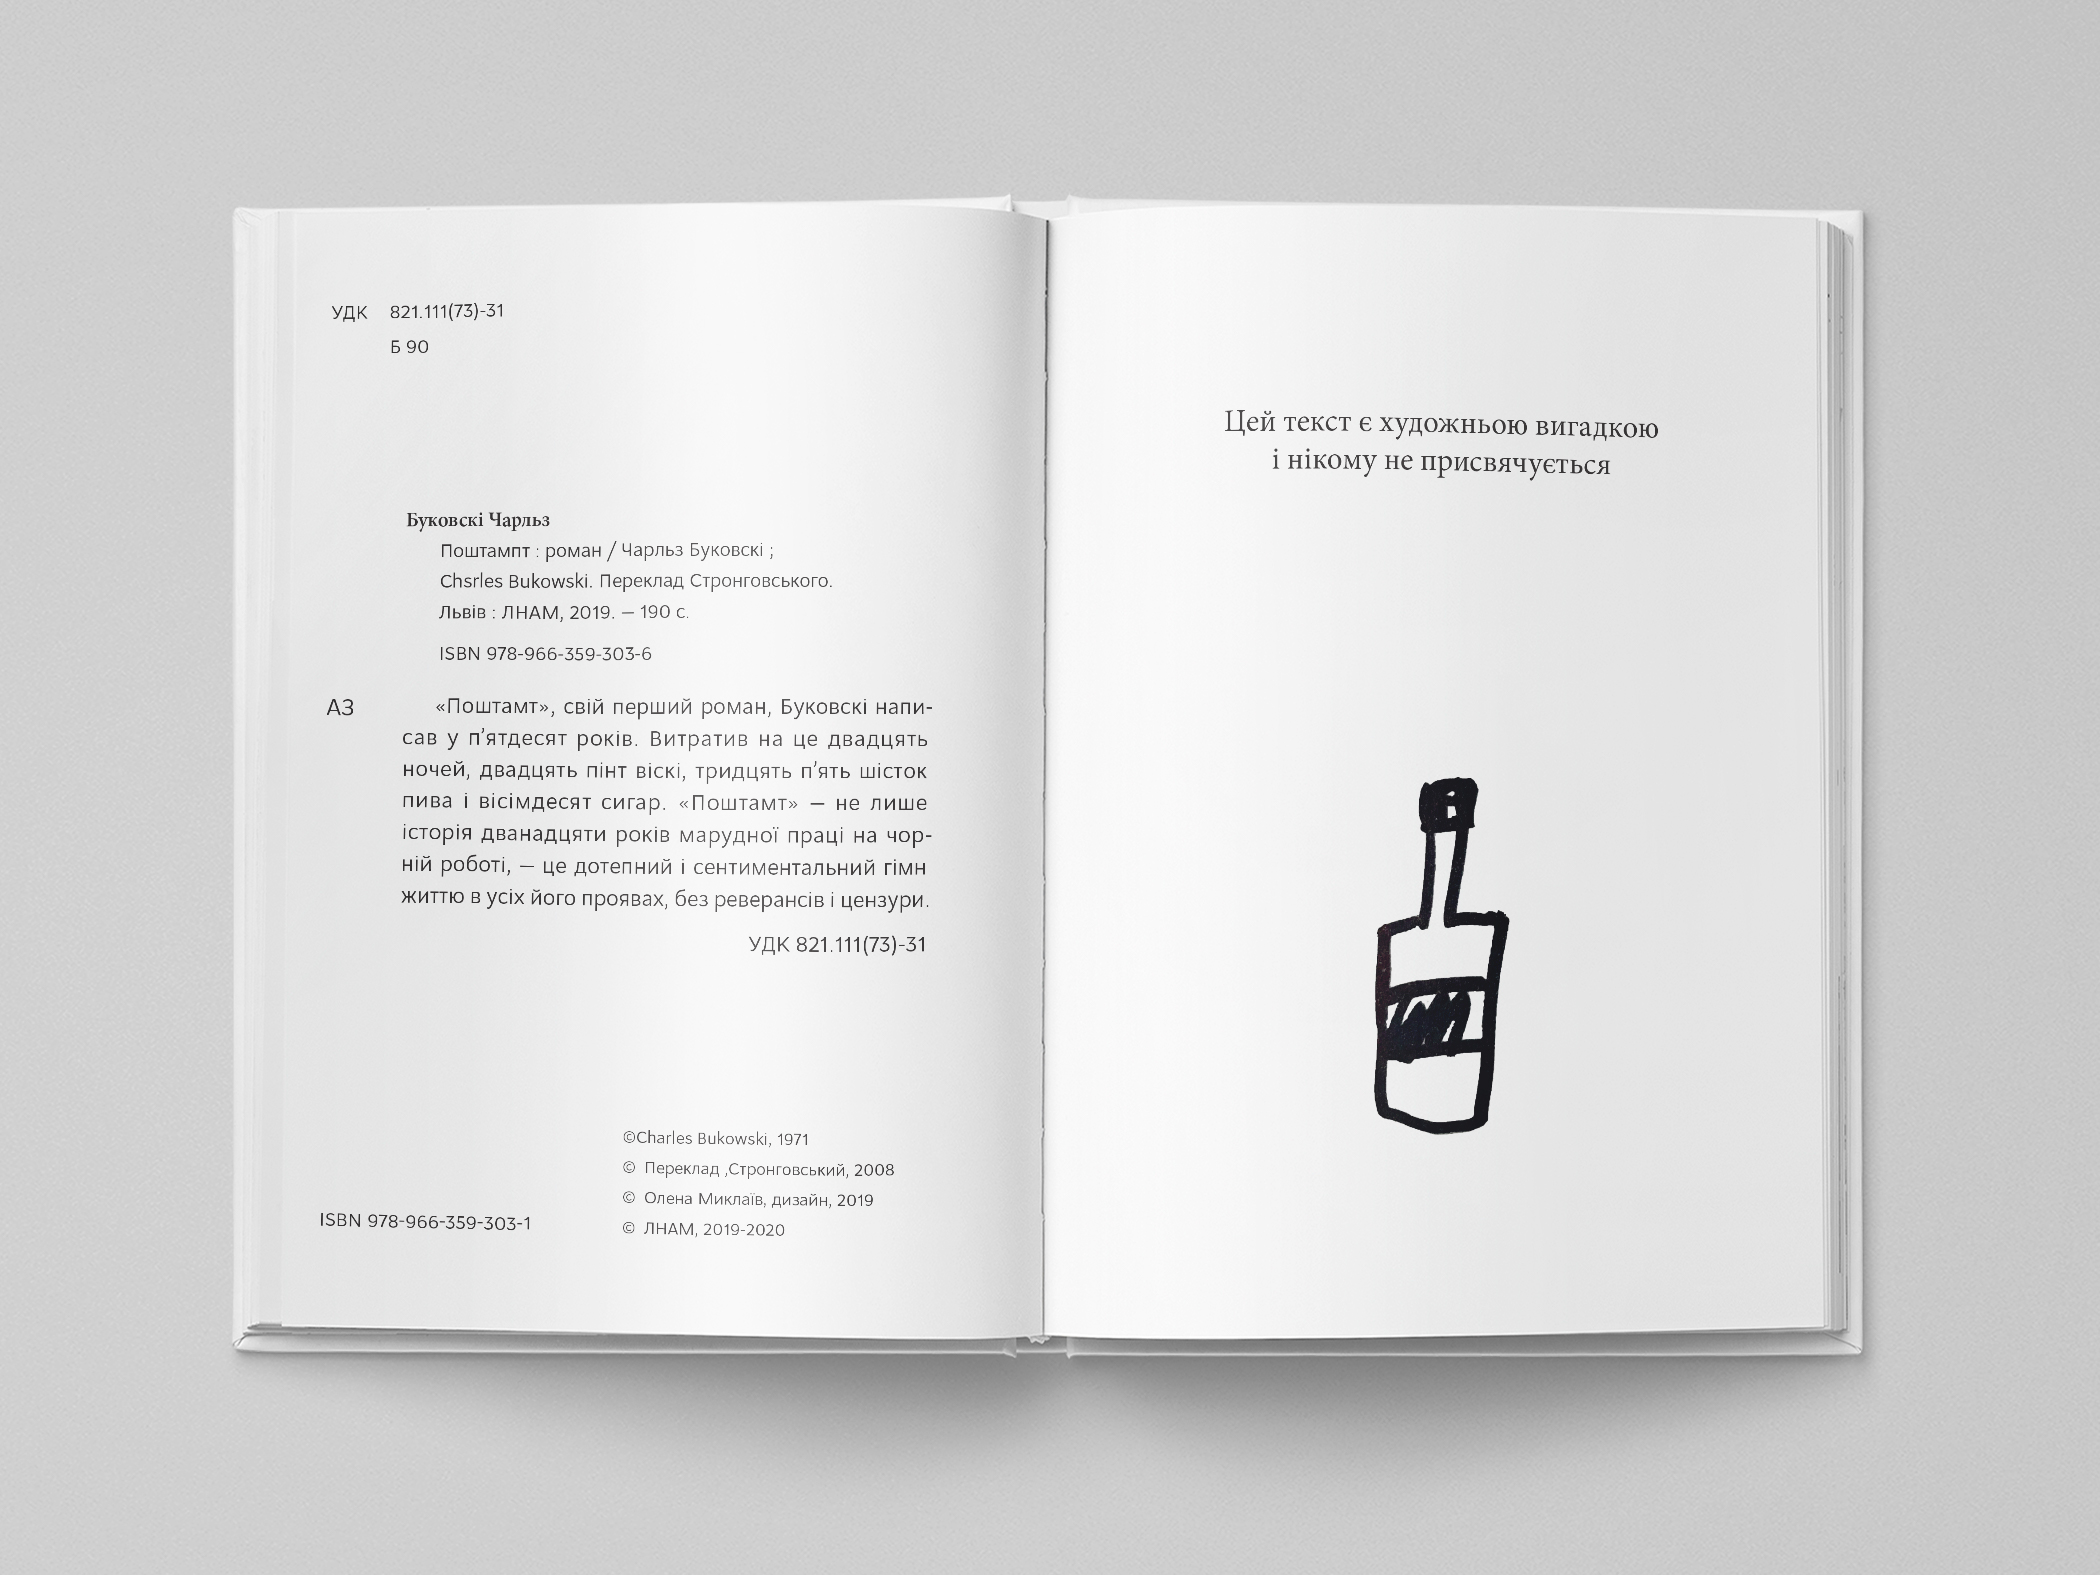 УДК 821.111(73)-31
Б 90
Буковскі Чарльз
Поштампт : роман / Чарльз Буковскі ;
Chsrles Bukowski. Переклад Стронговського.
Львів : ЛНАМ, 2019. – 190 с.
ISBN 978-966-359-303-6
А3 «Поштамт», свій перший роман, Буковскі напи-
сав у п’ятдесят років. Витратив на це двадцять
ночей, двадцять пінт віскі, тридцять п’ять шісток
пива і вісімдесят сигар. «Поштамт» – не лише
історія дванадцяти років марудної праці на чор-
ній роботі, – це дотепний і сентиментальний гімн
життю в усіх його проявах, без реверансів і цензури.
УДК 821.111(73)-31
©Charles Bukowski, 1971
© Переклад ,Стронговський, 2008
© Олена Миклаїв, дизайн, 2019
© ЛНАМ, 2019-2020
ISBN 978-966-359-303-1
Цей текст є художньою вигадкою
і нікому не присвячується